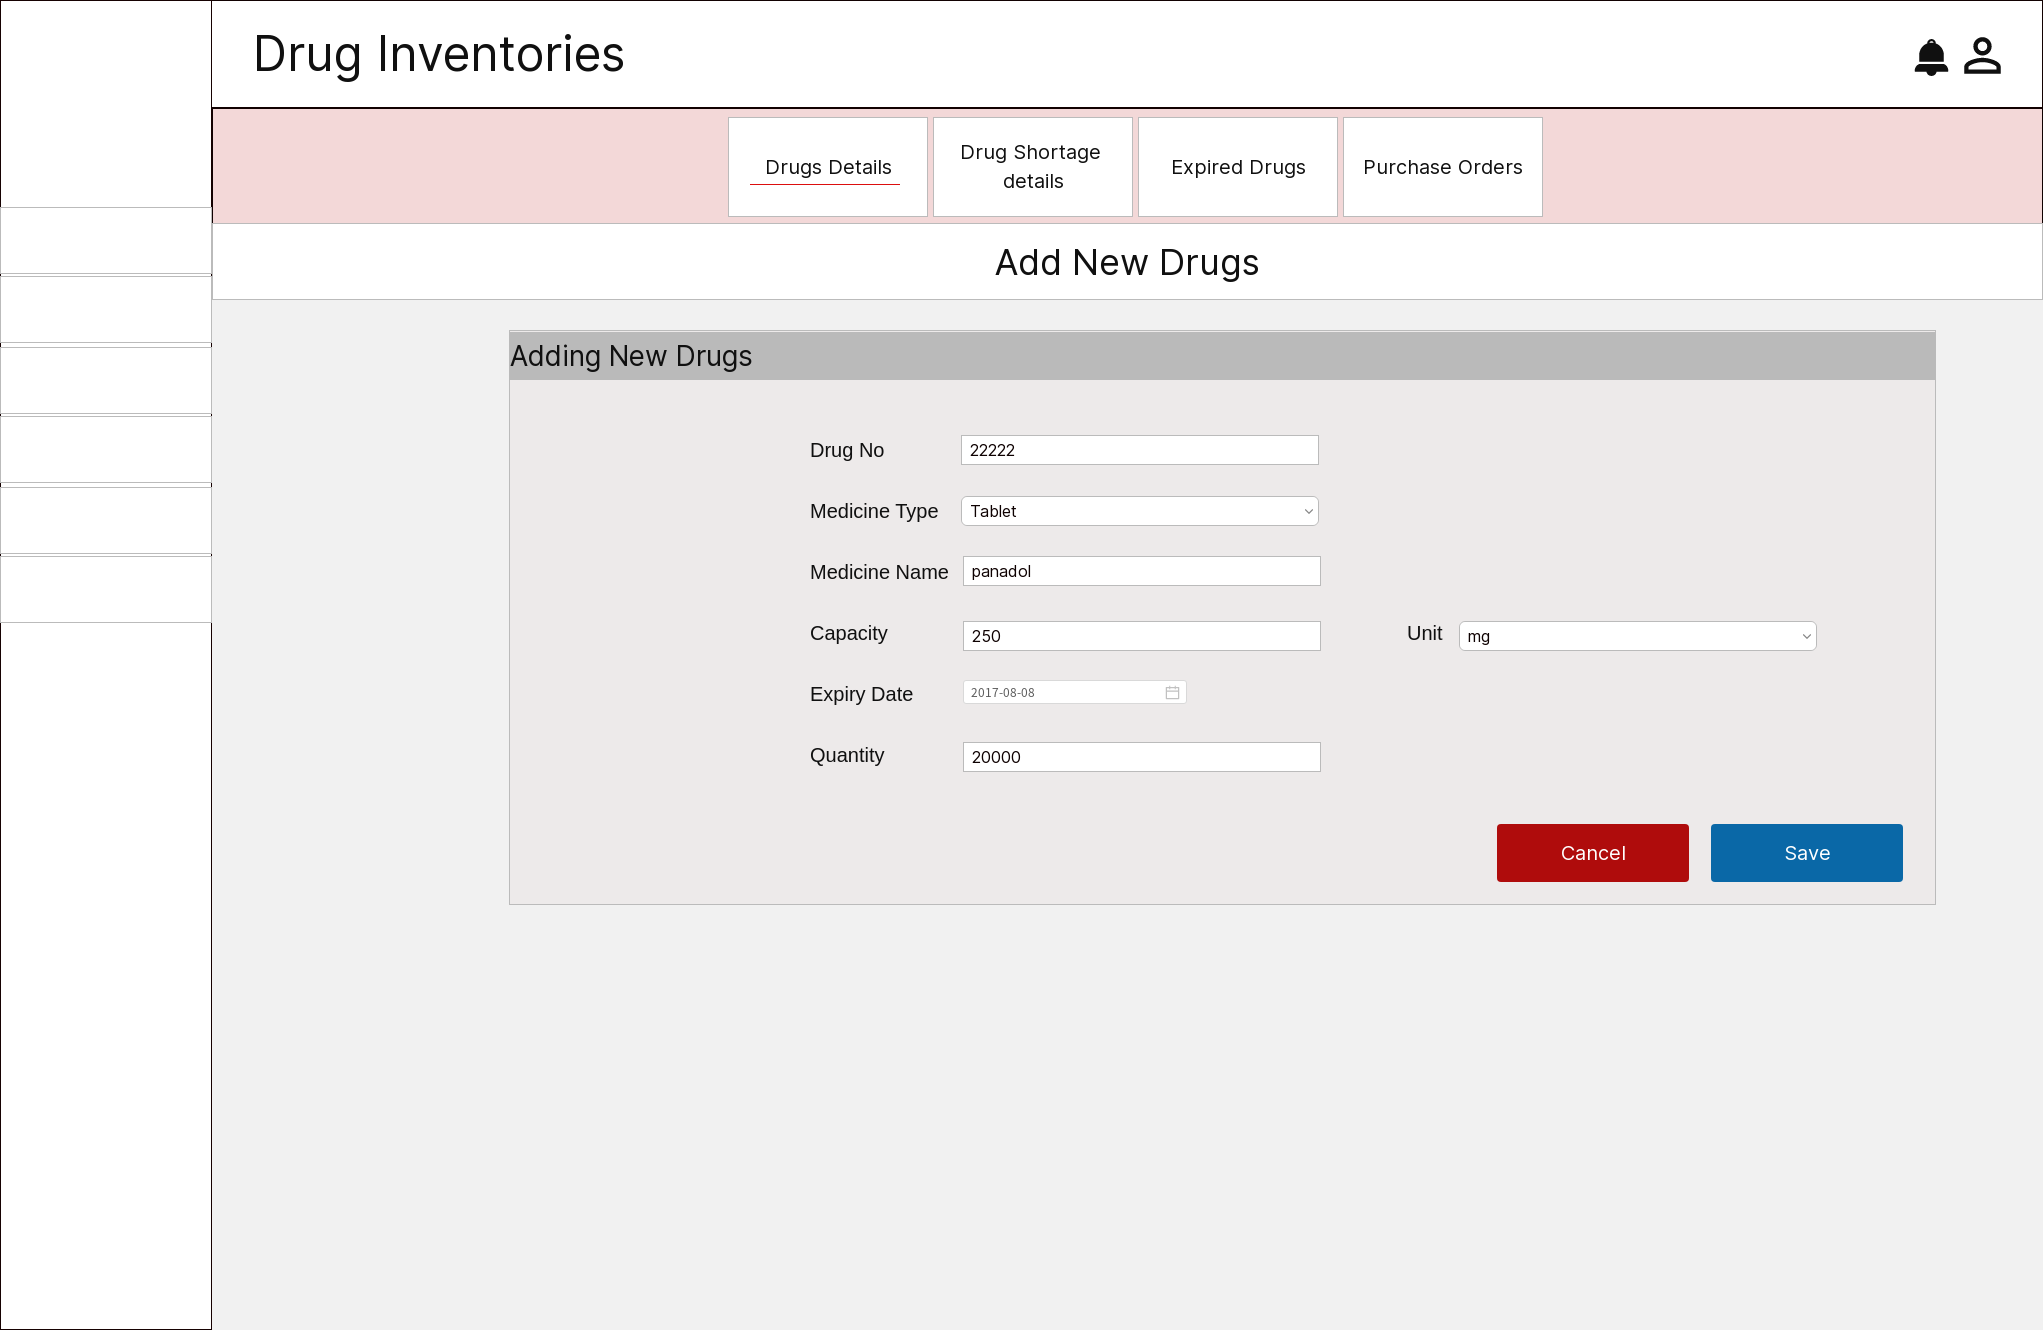 Drug Inventories
Drugs Details
Drug Shortage
details
Expired Drugs
Purchase Orders
Add New Drugs
Adding New Drugs
Drug No 22222
Medicine Type Tablet
Medicine Name panadol
Capacity 250 Unit mg
Expiry Date 2017-08-08
Quantity 20000
Cancel Save